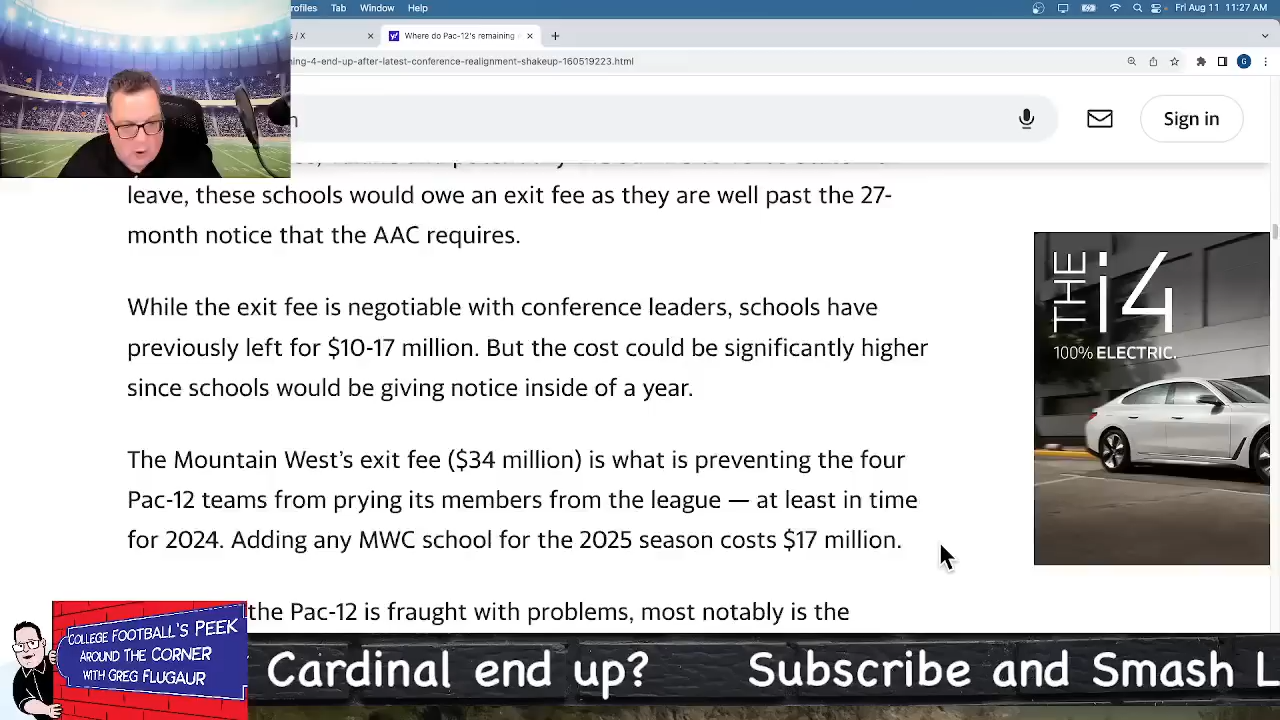 ofiles Tab Window Help
Fri Aug 11 11:27 AM
s / X
Where do Pac-12's remaining
ning-4-end-up-after-latest-conference-realignment-shakeup-160519223.html
G
n
Sign in
leave, these schools would owe an exit fee as they are well past the 27-
month notice that the AAC requires.
While the exit fee is negotiable with conference leaders, schools have
previously left for $10-17 million. But the cost could be significantly higher
since schools would be giving notice inside of a year.
The Mountain West's exit fee ($34 million) is what is preventing the four
Pac-12 teams from prying its members from the league — at least in time
for 2024. Adding any MWC school for the 2025 season costs $17 million.
the Pac-12 is fraught with problems, most notably is the
THE i4
100% ELECTRIC.
COLLEGE FOOTBALL'S PEEK
AROUND THE CORNER
WITH GREG FLUGAUR
Cardinal end up? Subscribe and Smash L